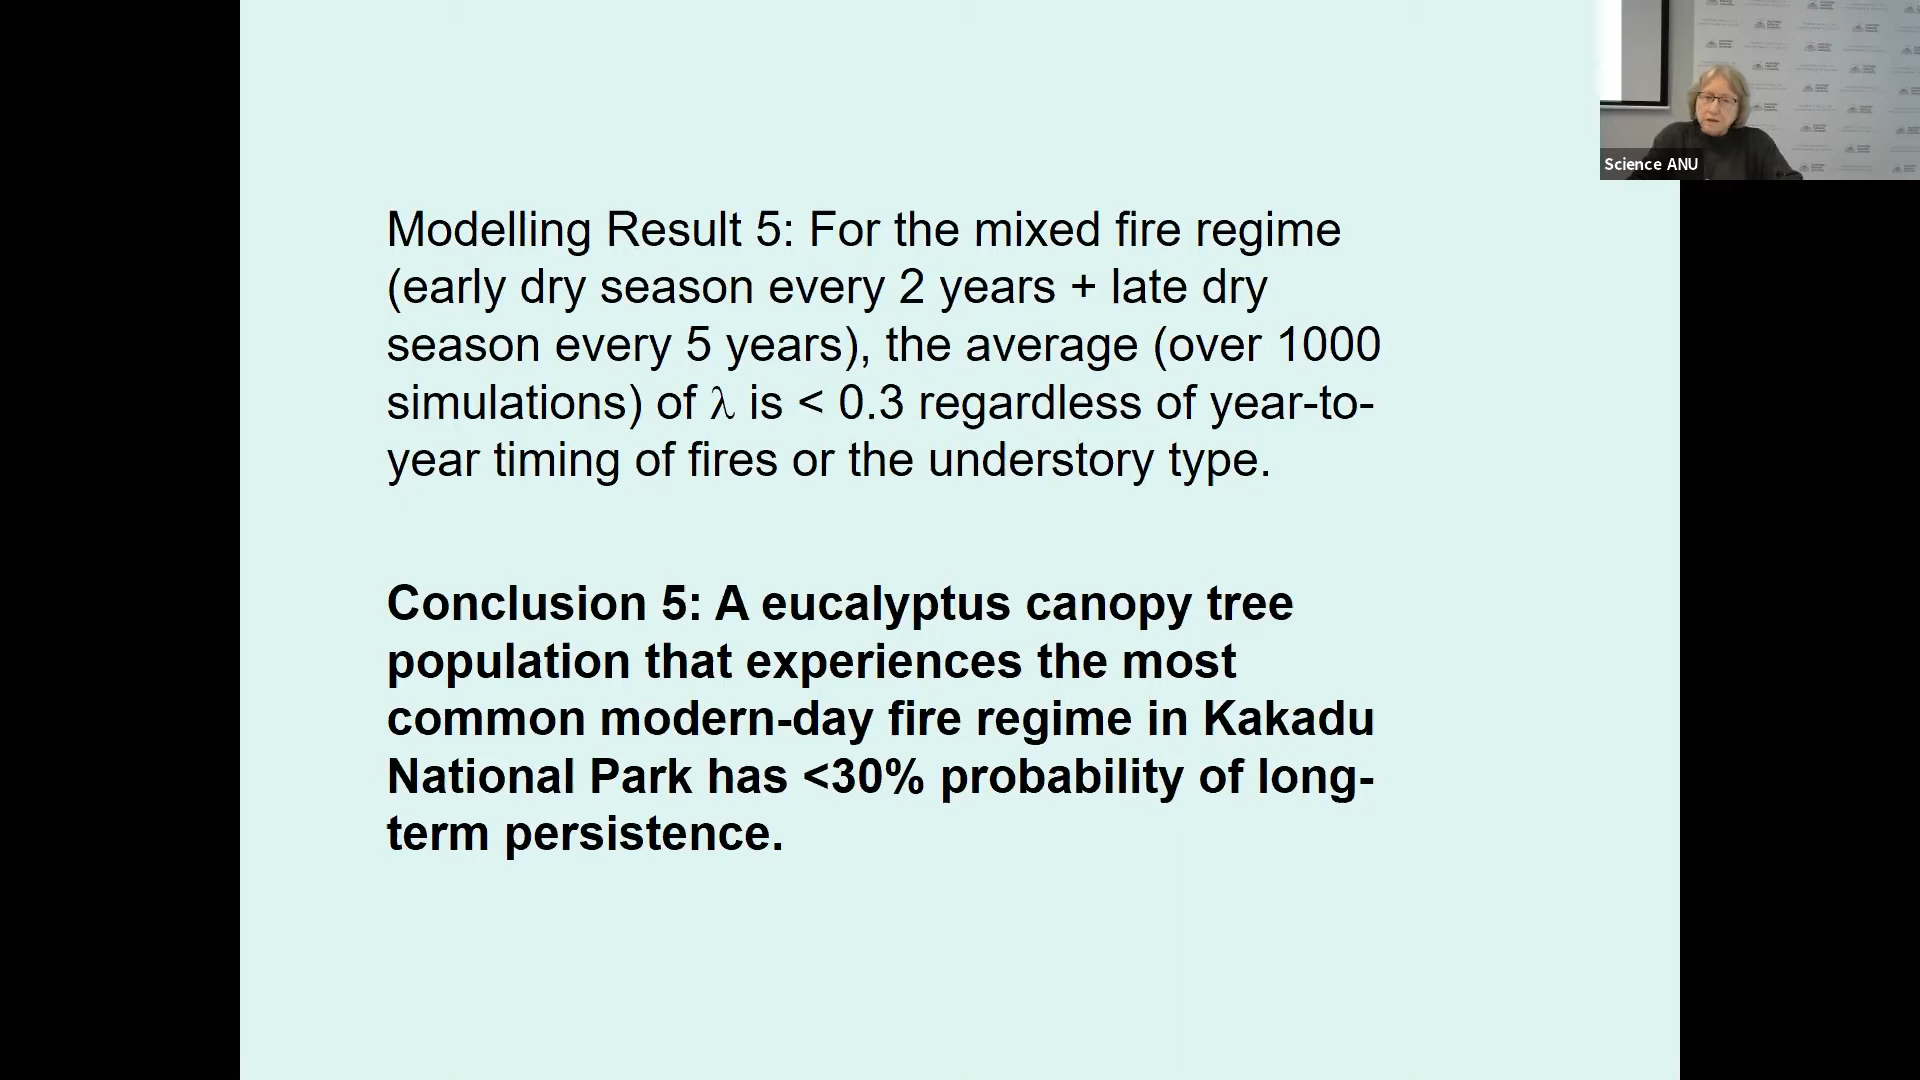 Modelling Result 5: For the mixed fire regime
(early dry season every 2 years + late dry
season every 5 years), the average (over 1000
simulations) of λ is < 0.3 regardless of year-to-
year timing of fires or the understory type.
Conclusion 5: A eucalyptus canopy tree
population that experiences the most
common modern-day fire regime in Kakadu
National Park has <30% probability of long-
term persistence.
Science ANU